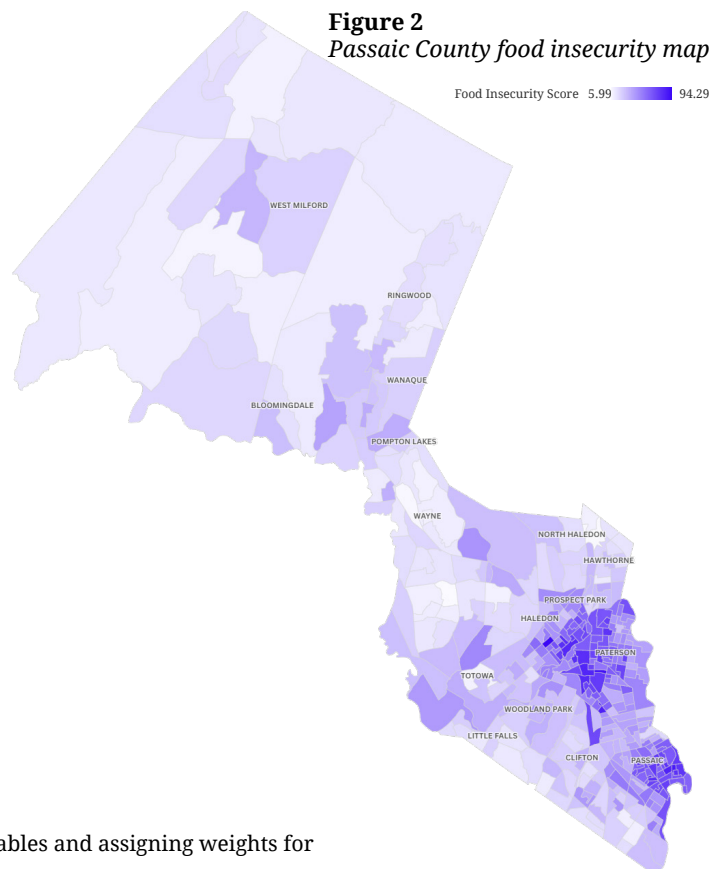 Figure 2
Passaic County food insecurity map
Food Insecurity Score 5.99 94.29
WEST MILFORD
RINGWOOD
WANAQUE
BLOOMINGDALE
POMPTON LAKES
WAYNE
NORTH HALEDON
HAWTHORNE
PROSPECT PARK
HALEDON
PATERSON
TOTOWA
WOODLAND PARK
LITTLE FALLS
CLIFTON
PASSAIC
ables and assigning weights for